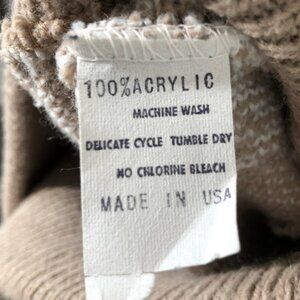 100% ACRYLIC
MACHINE WASH
DELICATE CYCLE TUMBLE DRY
NO CHLORINE BLEACH
MADE IN USA